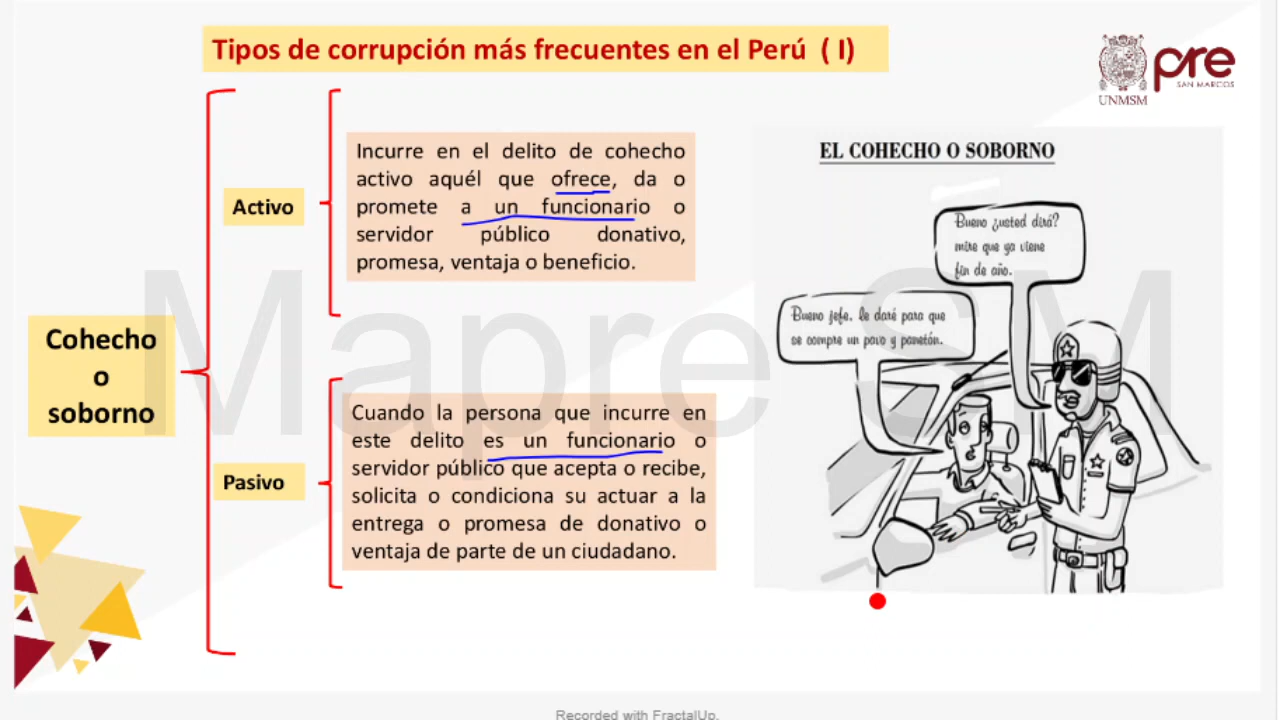 Tipos de corrupción más frecuentes en el Perú ( I)
UNMSM
pre
SAN MARCOS
Cohecho
o
soborno
Activo
Incurre en el delito de cohecho
activo aquél que ofrece, da o
promete a un funcionario o
servidor público donativo,
promesa, ventaja o beneficio.
Pasivo
Cuando la persona que incurre en
este delito es un funcionario o
servidor público que acepta o recibe,
solicita o condiciona su actuar a la
entrega o promesa de donativo o
ventaja de parte de un ciudadano.
EL COHECHO O SOBORNO
Bueno ¿usted dirá?
mire que ya viene
fin de año.
Bueno jefe, le daré para que
se compre un pavo y panetón.
Mapre SM
Recorded with FractalUp.